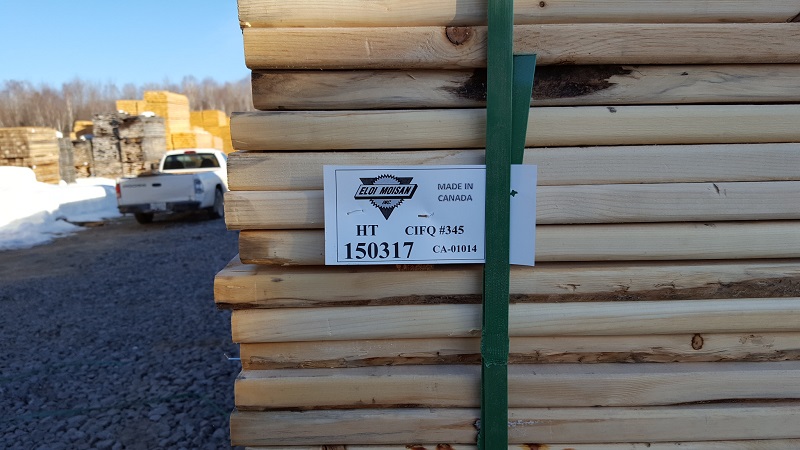 ELOI MOISAN
INC.
MADE IN
CANADA
HT CIFQ #345
150317 CA-01014